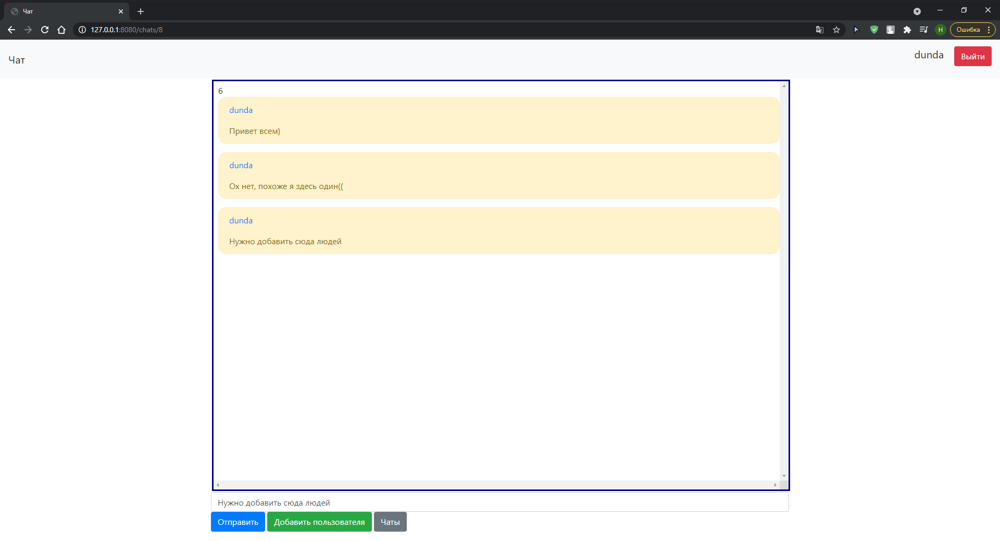 Чат
127.0.0.1:8080/chats/8
Н
Ошибка
Чат
dunda
Выйти
6
dunda
Привет всем)
dunda
Ох нет, похоже я здесь один((
dunda
Нужно добавить сюда людей
Нужно добавить сюда людей
Отправить
Добавить пользователя
Чаты